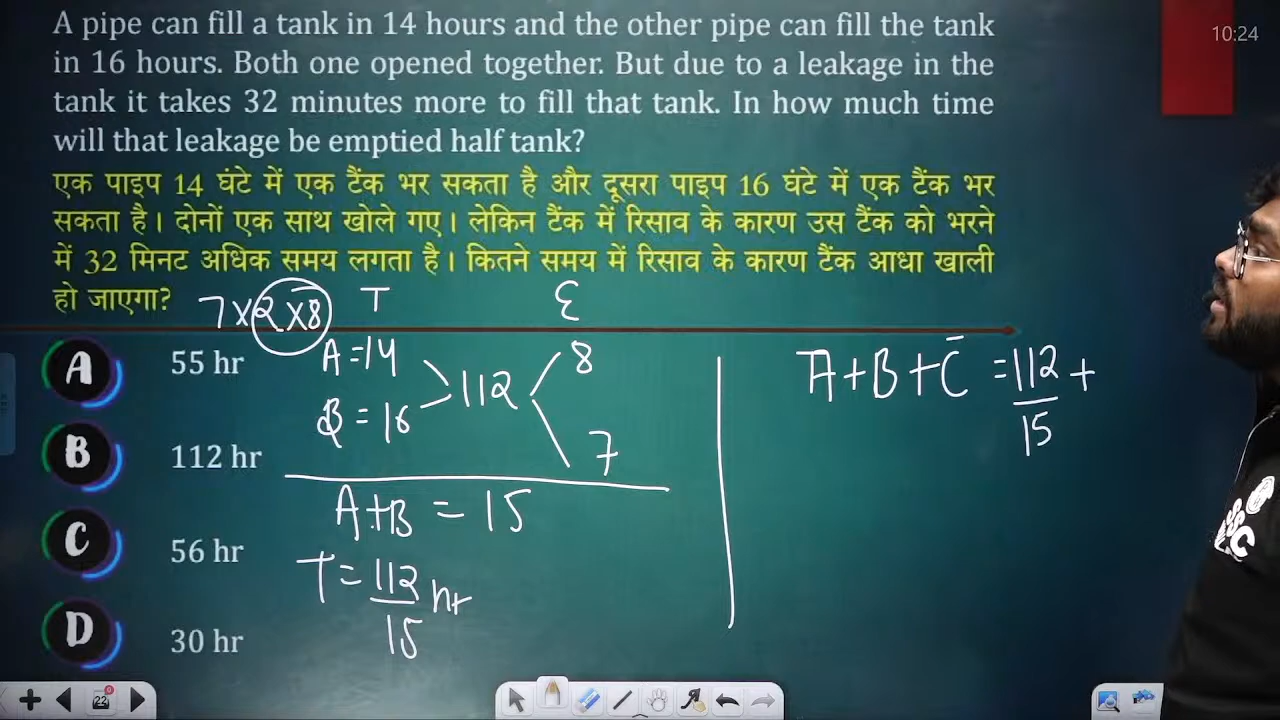 A pipe can fill a tank in 14 hours and the other pipe can fill the tank
in 16 hours. Both one opened together. But due to a leakage in the
tank it takes 32 minutes more to fill that tank. In how much time
will that leakage be emptied half tank?
एक पाइप 14 घंटे में एक टैंक भर सकता है और दूसरा पाइप 16 घंटे में एक टैंक भर
सकता है। दोनों एक साथ खोले गए। लेकिन टैंक में रिसाव के कारण उस टैंक को भरने
में 32 मिनट अधिक समय लगता है। कितने समय में रिसाव के कारण टैंक आधा खाली
हो जाएगा?
10:24
7×2×8 T E
A 55 hr
B 112 hr
C 56 hr
D 30 hr
A=14
B=16
112
8
7
A+B = 15
T = 112/15 hr
A+B+C̄ = 112/15 +
22